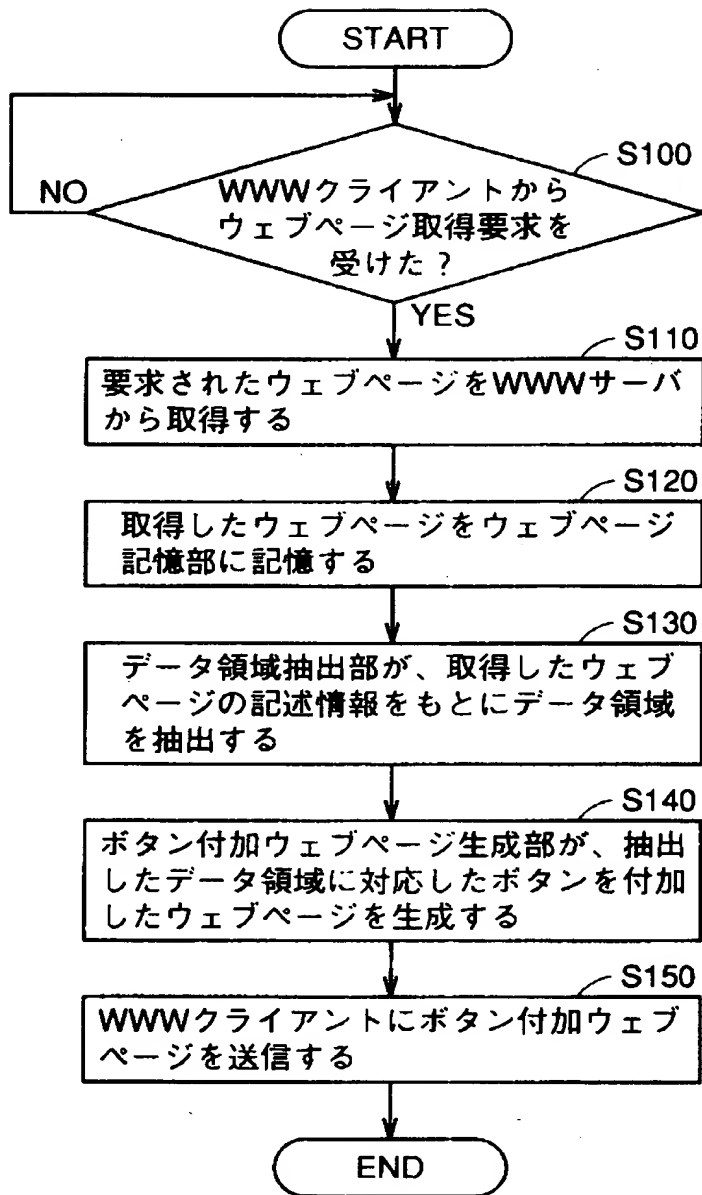 START
S100
NO
WWWクライアントから
ウェブページ取得要求を
受けた？
YES
S110
要求されたウェブページをWWWサーバ
から取得する
S120
取得したウェブページをウェブページ
記憶部に記憶する
S130
データ領域抽出部が、取得したウェブ
ページの記述情報をもとにデータ領域
を抽出する
S140
ボタン付加ウェブページ生成部が、抽出
したデータ領域に対応したボタンを付加
したウェブページを生成する
S150
WWWクライアントにボタン付加ウェブ
ページを送信する
END